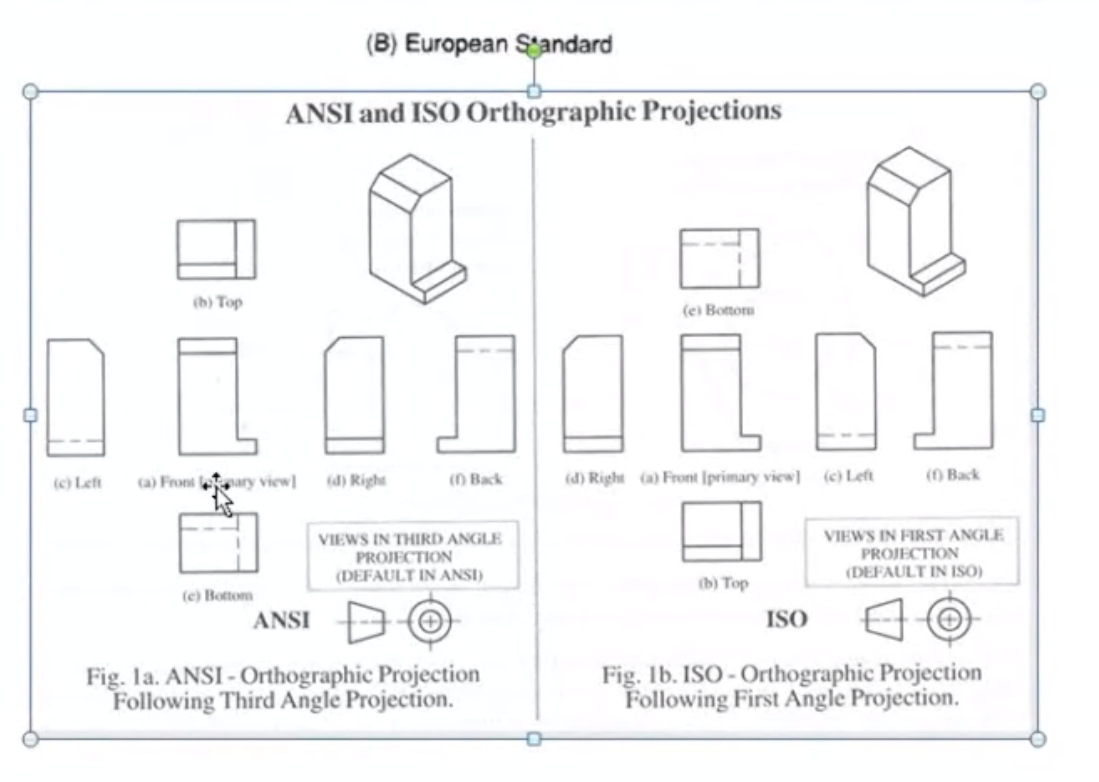 (B) European Standard
ANSI and ISO Orthographic Projections
(b) Top
(c) Left
(a) Front [primary view]
(d) Right
(f) Back
(e) Bottom
VIEWS IN THIRD ANGLE
PROJECTION
(DEFAULT IN ANSI)
ANSI
Fig. 1a. ANSI - Orthographic Projection
Following Third Angle Projection.
(e) Bottom
(d) Right
(a) Front [primary view]
(c) Left
(f) Back
(b) Top
VIEWS IN FIRST ANGLE
PROJECTION
(DEFAULT IN ISO)
ISO
Fig. 1b. ISO - Orthographic Projection
Following First Angle Projection.